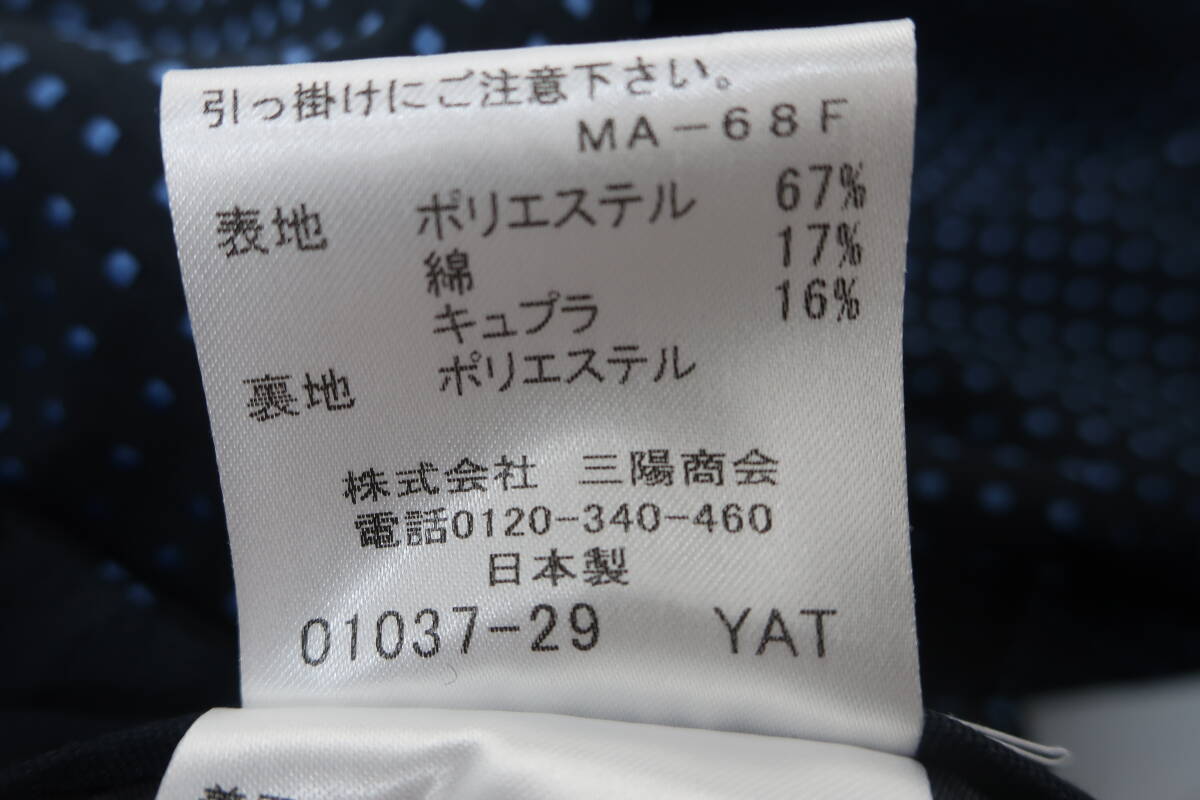 引っ掛けにご注意下さい。
MA-68F
表地 ポリエステル 67%
綿 17%
キュプラ 16%
裏地 ポリエステル
株式会社 三陽商会
電話0120-340-460
日本製
01037-29 YAT